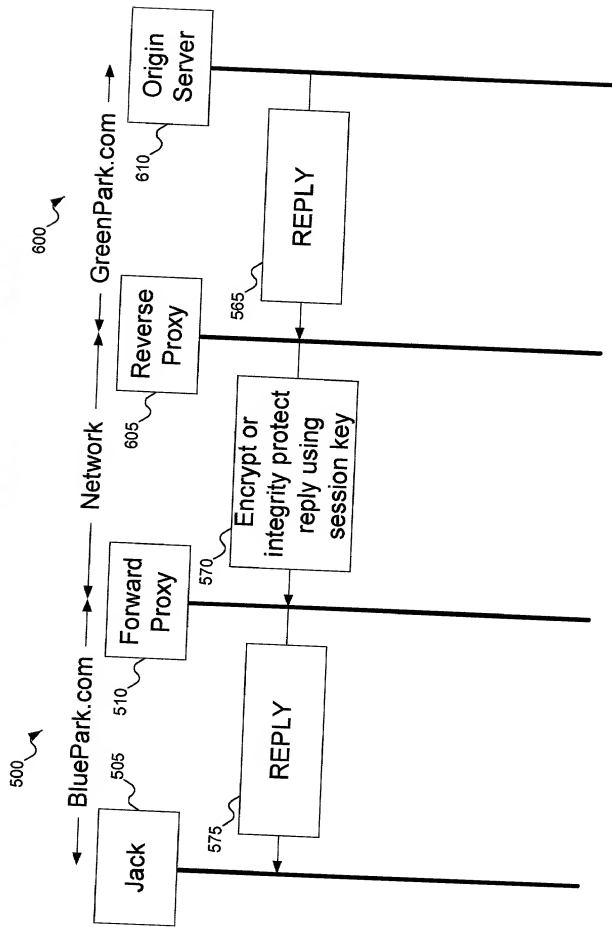 500
600
BluePark.com
Network
GreenPark.com
505
Jack
Forward
Proxy
510
Reverse
Proxy
605
Origin
Server
610
REPLY
575
Encrypt or
integrity protect
reply using
session key
570
REPLY
565